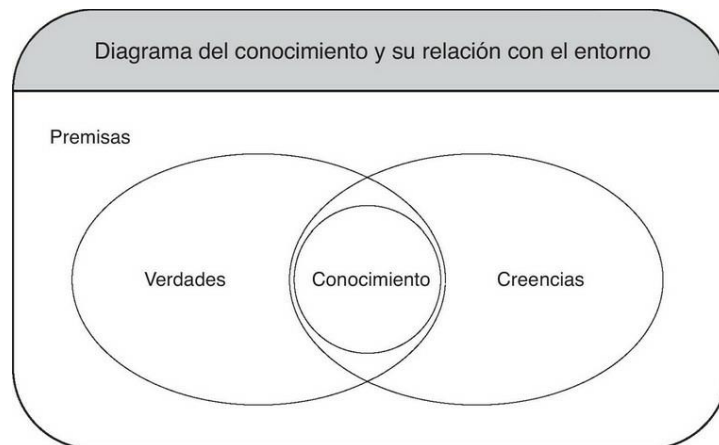 Diagrama del conocimiento y su relación con el entorno
Premisas
Verdades
Conocimiento
Creencias